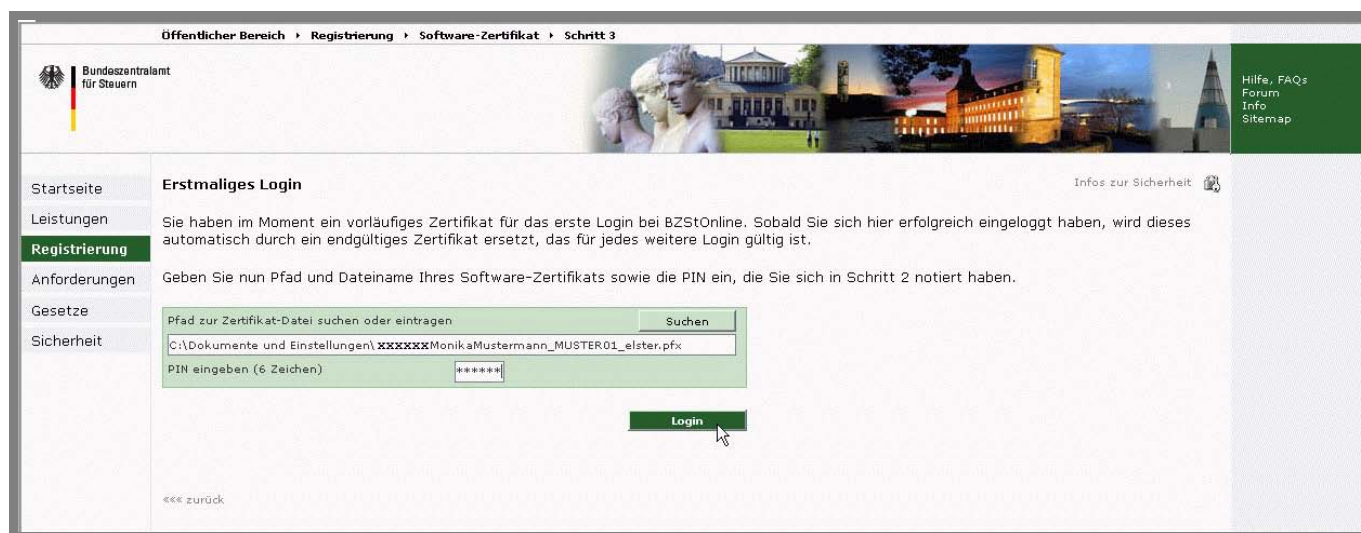 Öffentlicher Bereich › Registrierung › Software-Zertifikat › Schritt 3
Bundeszentralamt
für Steuern
Hilfe, FAQs
Forum
Info
Sitemap
Startseite
Leistungen
Registrierung
Anforderungen
Gesetze
Sicherheit
Erstmaliges Login
Infos zur Sicherheit
Sie haben im Moment ein vorläufiges Zertifikat für das erste Login bei BZStOnline. Sobald Sie sich hier erfolgreich eingeloggt haben, wird dieses
automatisch durch ein endgültiges Zertifikat ersetzt, das für jedes weitere Login gültig ist.
Geben Sie nun Pfad und Dateiname Ihres Software-Zertifikats sowie die PIN ein, die Sie sich in Schritt 2 notiert haben.
Pfad zur Zertifikat-Datei suchen oder eintragen
Suchen
C:\Dokumente und Einstellungen\XXXXXXMonikaMustermann_MUSTER01_elster.pfx
PIN eingeben (6 Zeichen)
******
Login
««« zurück